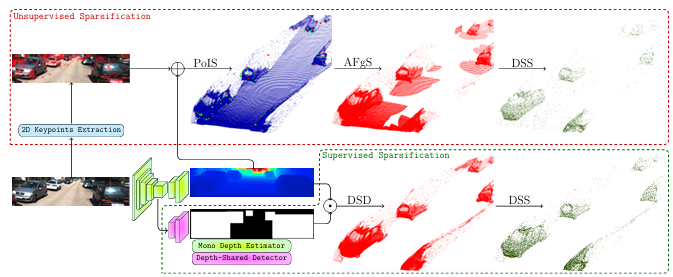 Unsupervised Sparsification
PoIS
AFgS
DSS
2D Keypoints Extraction
Supervised Sparsification
DSD
DSS
Mono Depth Estimator
Depth-Shared Detector